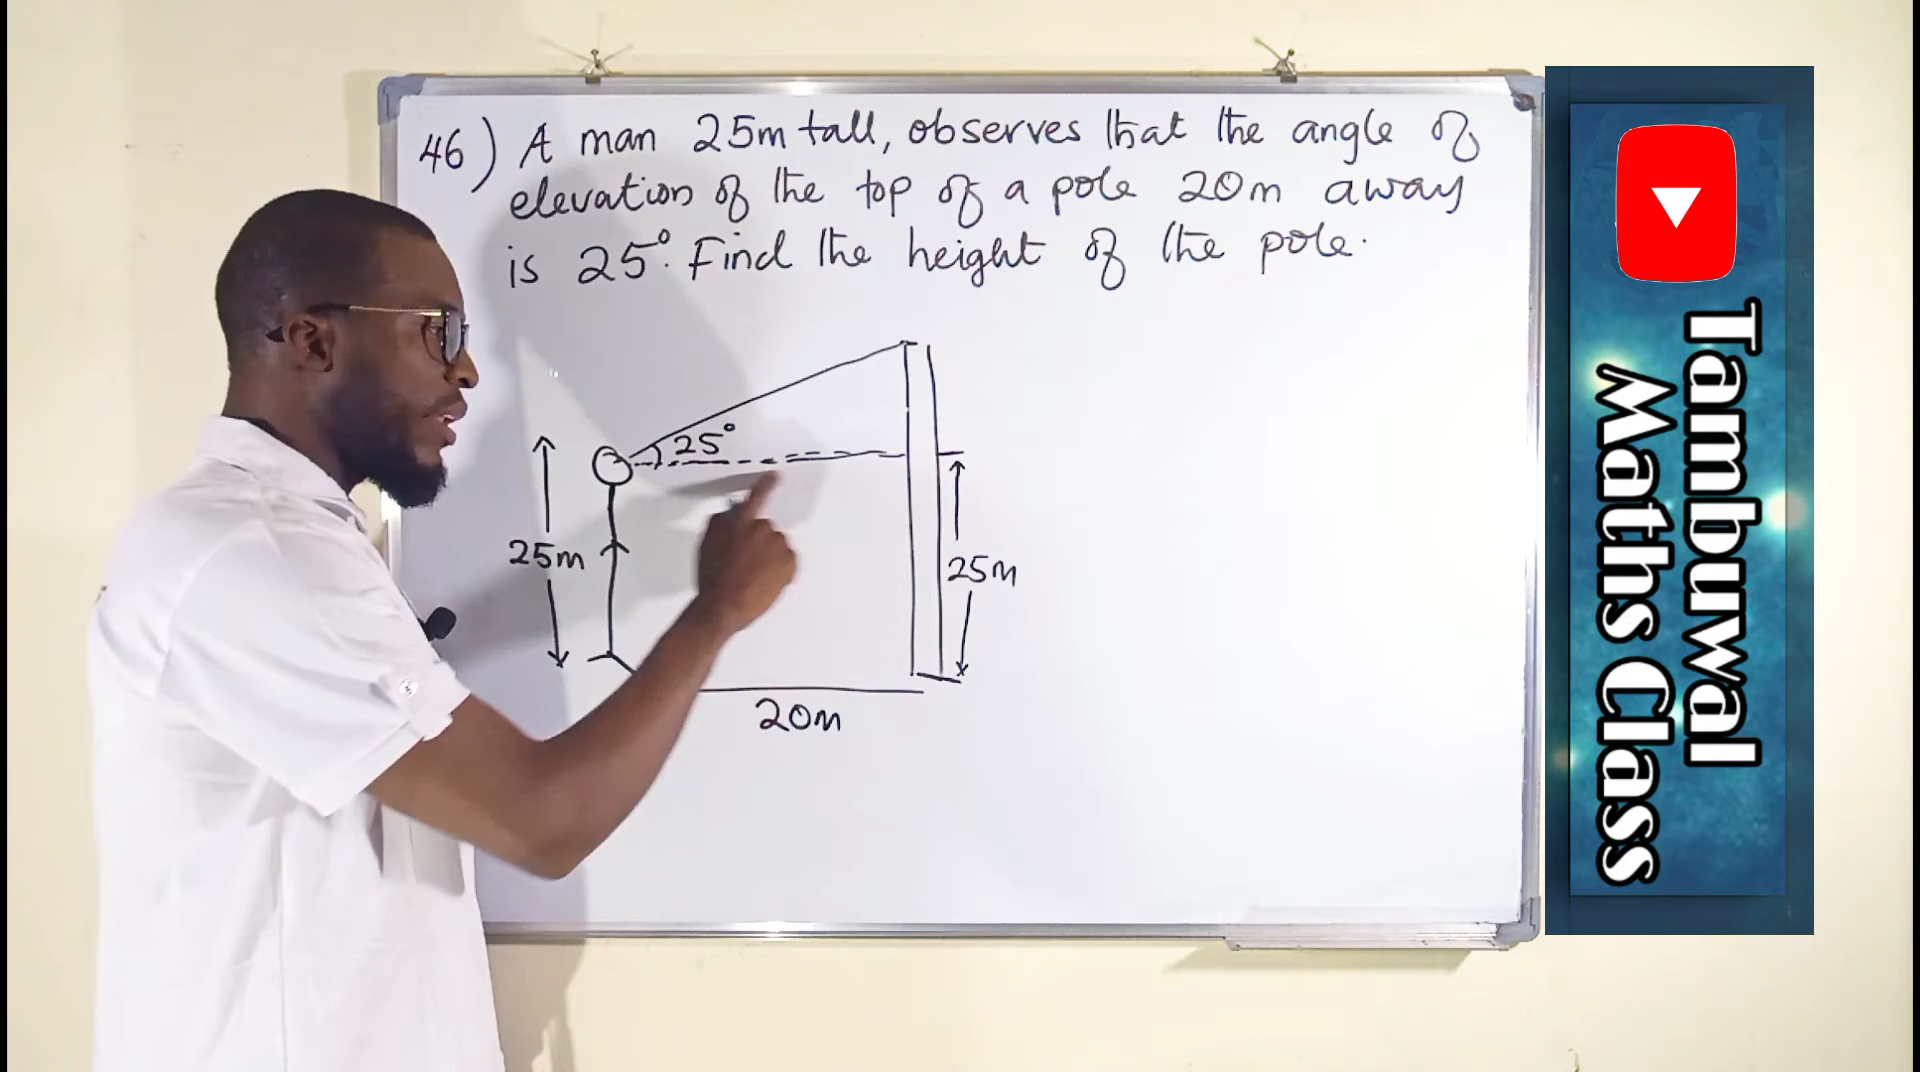 46) A man 25m tall, observes that the angle of
elevation of the top of a pole 20m away
is 25°. Find the height of the pole.
25°
25m
25m
20m
Tambuwal
Maths Class